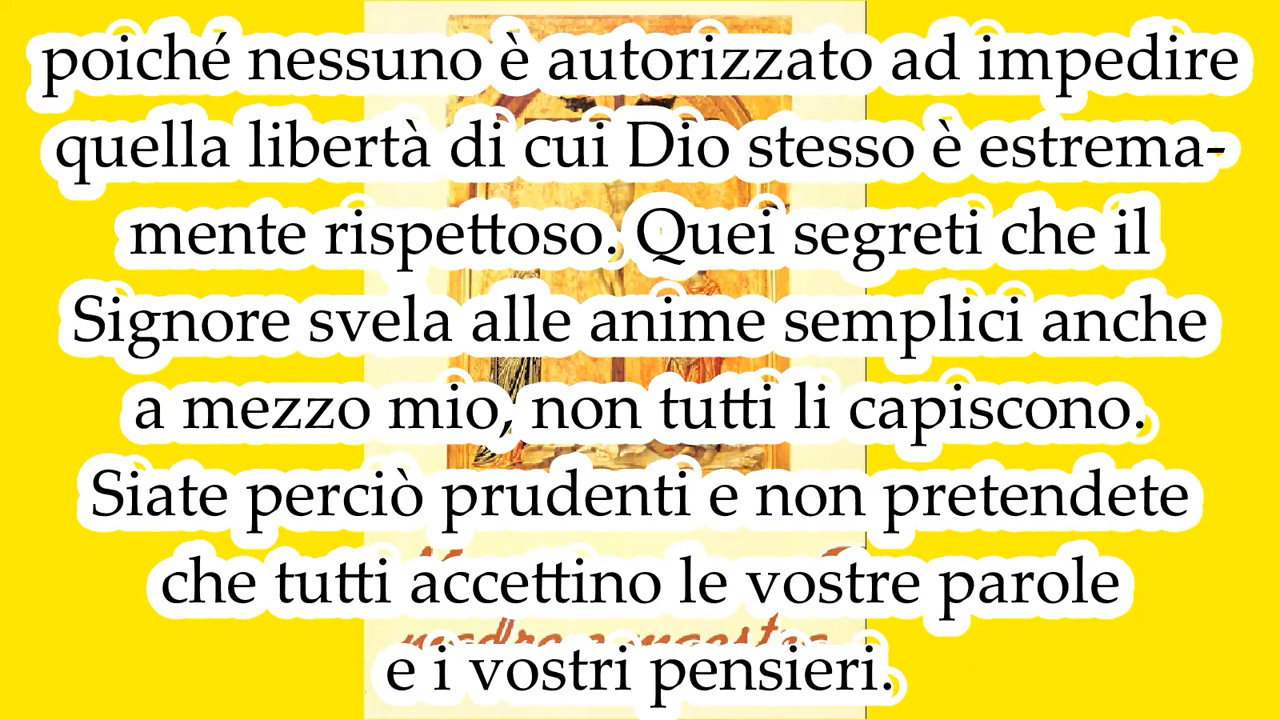 poiché nessuno è autorizzato ad impedire
quella libertà di cui Dio stesso è estrema-
mente rispettoso. Quei segreti che il
Signore svela alle anime semplici anche
a mezzo mio, non tutti li capiscono.
Siate perciò prudenti e non pretendete
che tutti accettino le vostre parole
e i vostri pensieri.